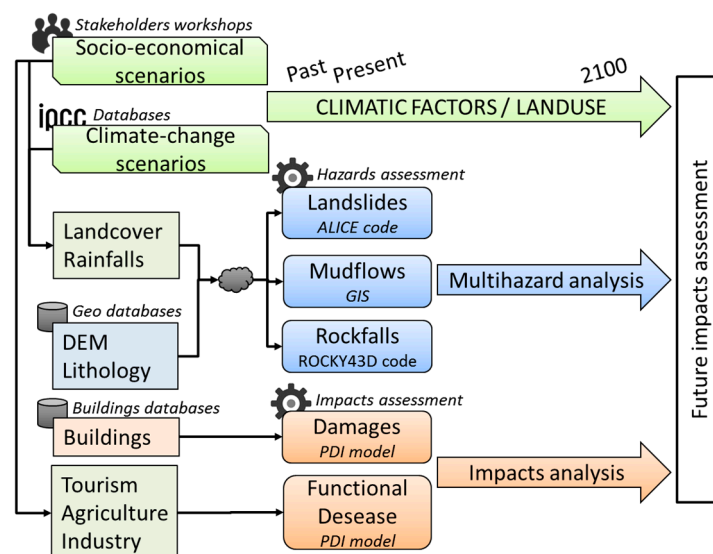 Stakeholders workshops
Socio-economical
scenarios
Past
Present
2100
CLIMATIC FACTORS / LANDUSE
ipcc
Databases
Climate-change
scenarios
Hazards assessment
Landslides
ALICE code
Landcover
Rainfalls
Mudflows
GIS
Multihazard analysis
Geo databases
DEM
Lithology
Rockfalls
ROCKY43D code
Buildings databases
Buildings
Impacts assessment
Damages
PDI model
Impacts analysis
Tourism
Agriculture
Industry
Functional
Desease
PDI model
Future impacts assessment